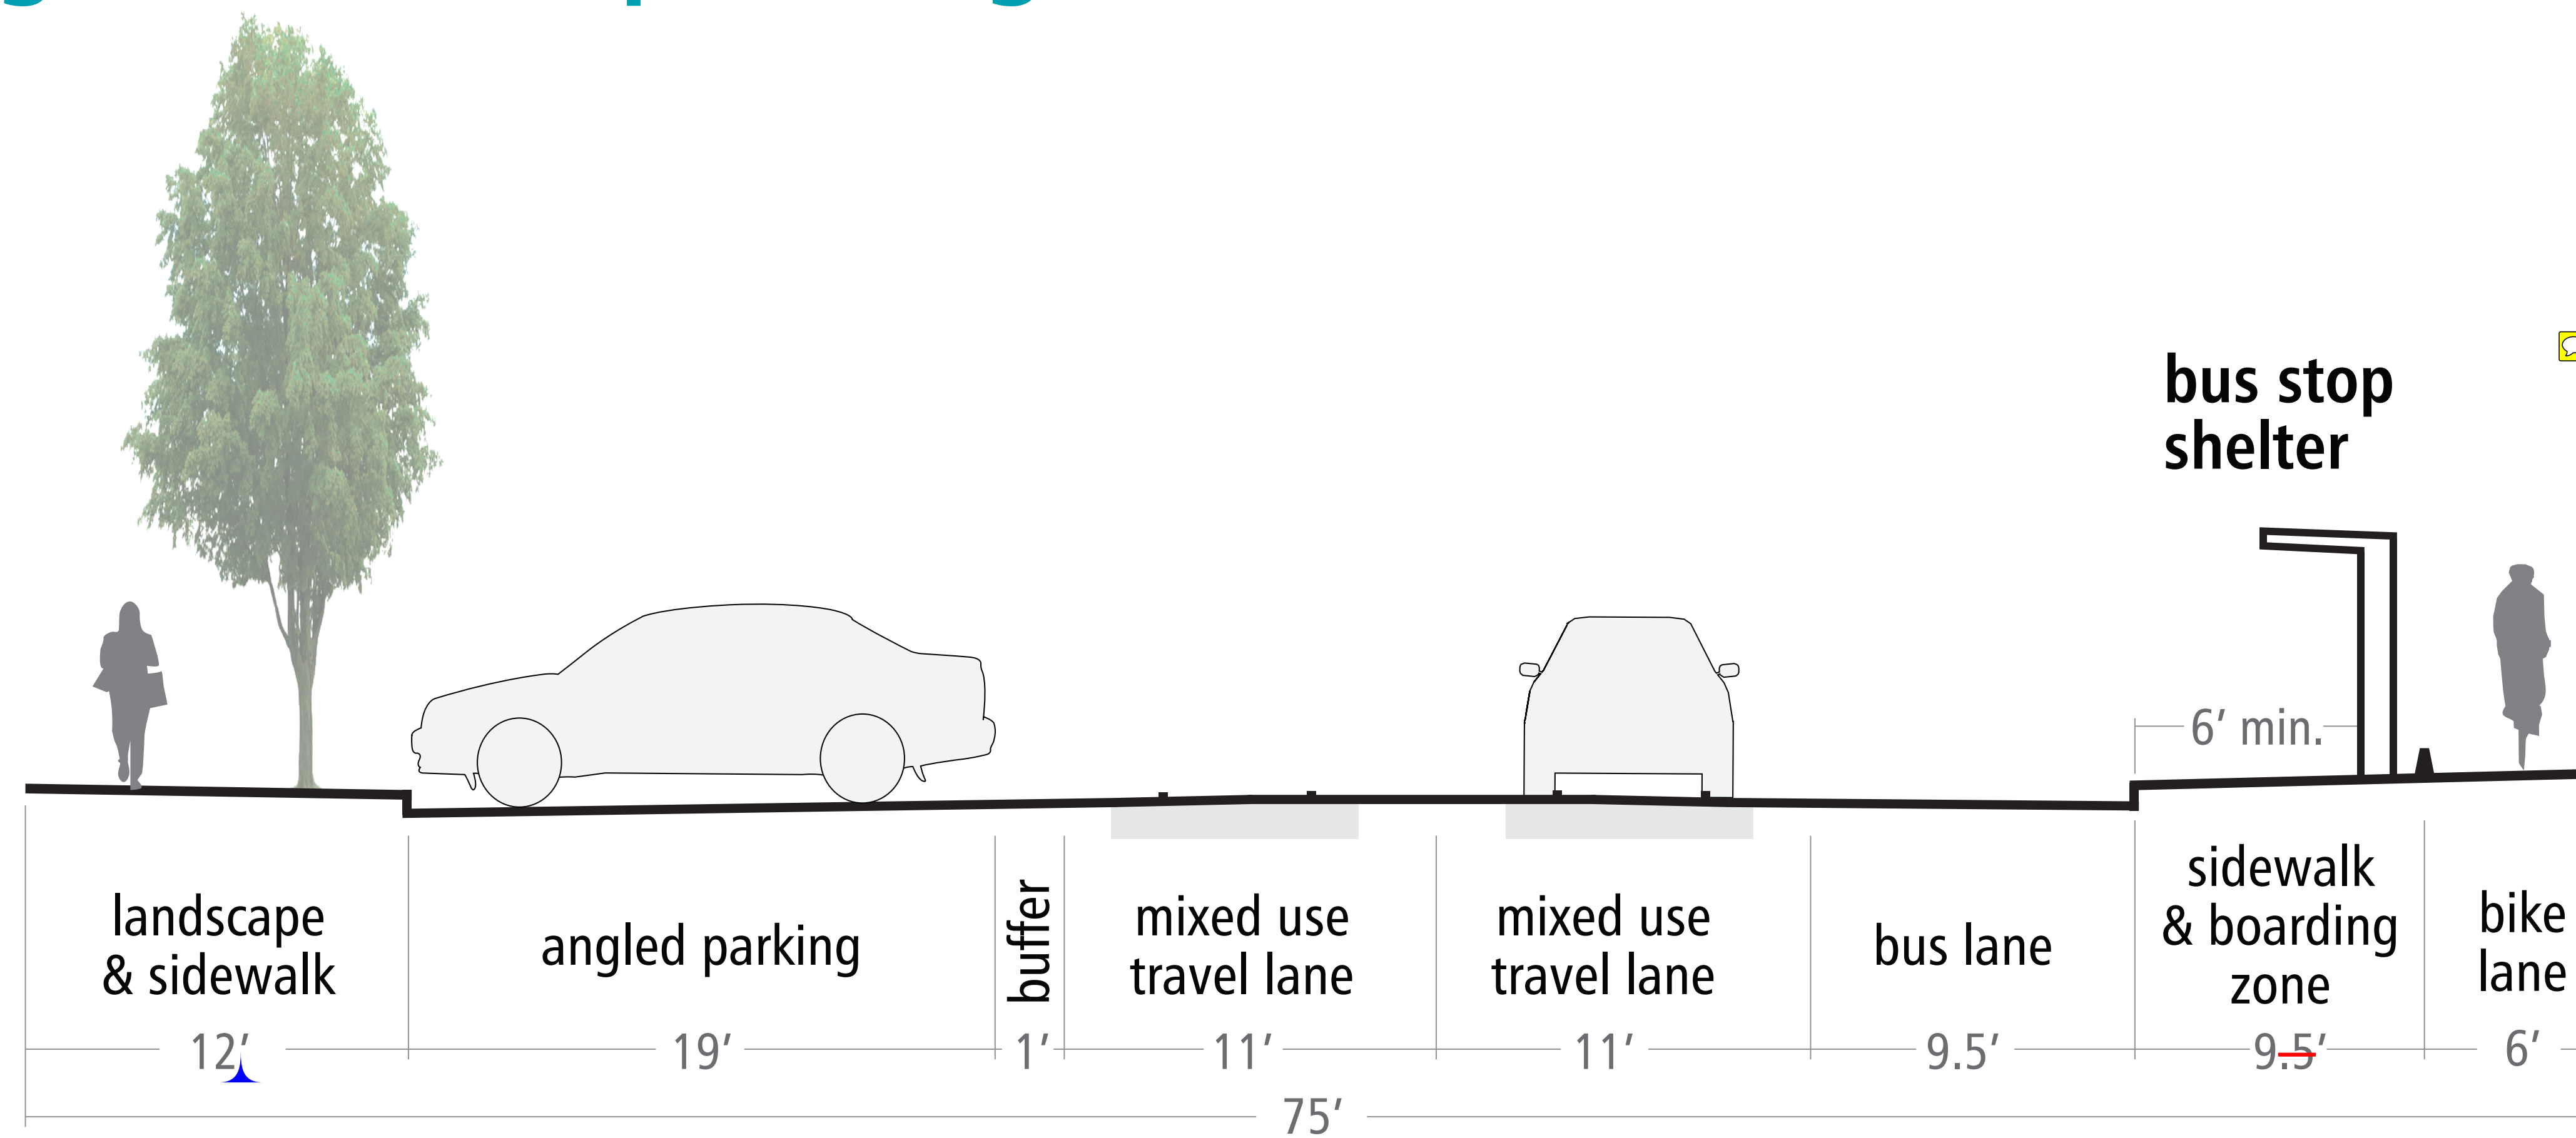 bus stop
shelter
6′ min.
landscape
& sidewalk
angled parking
buffer
mixed use
travel lane
mixed use
travel lane
bus lane
sidewalk
& boarding
zone
bike
lane
12′
19′
1′
11′
11′
9.5′
9.5′
6′
75′